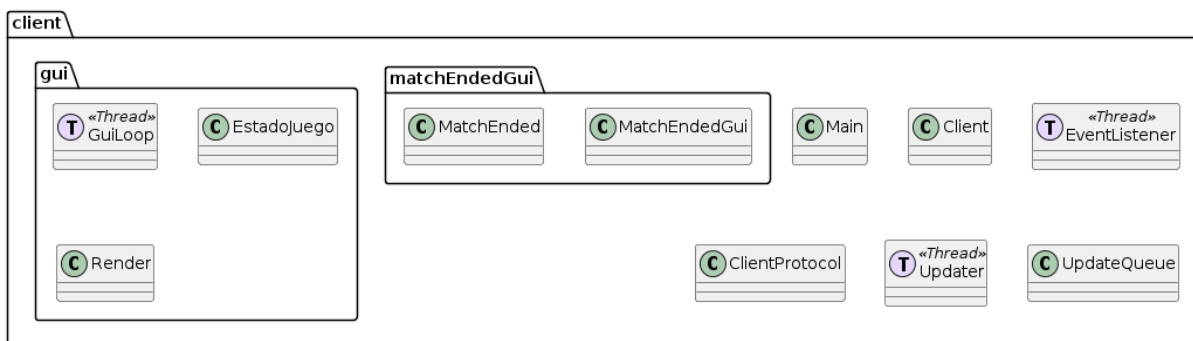 client
gui
matchEndedGui
T «Thread»
GuiLoop
C EstadoJuego
C MatchEnded
C MatchEndedGui
C Main
C Client
T «Thread»
EventListener
C Render
C ClientProtocol
T «Thread»
Updater
C UpdateQueue